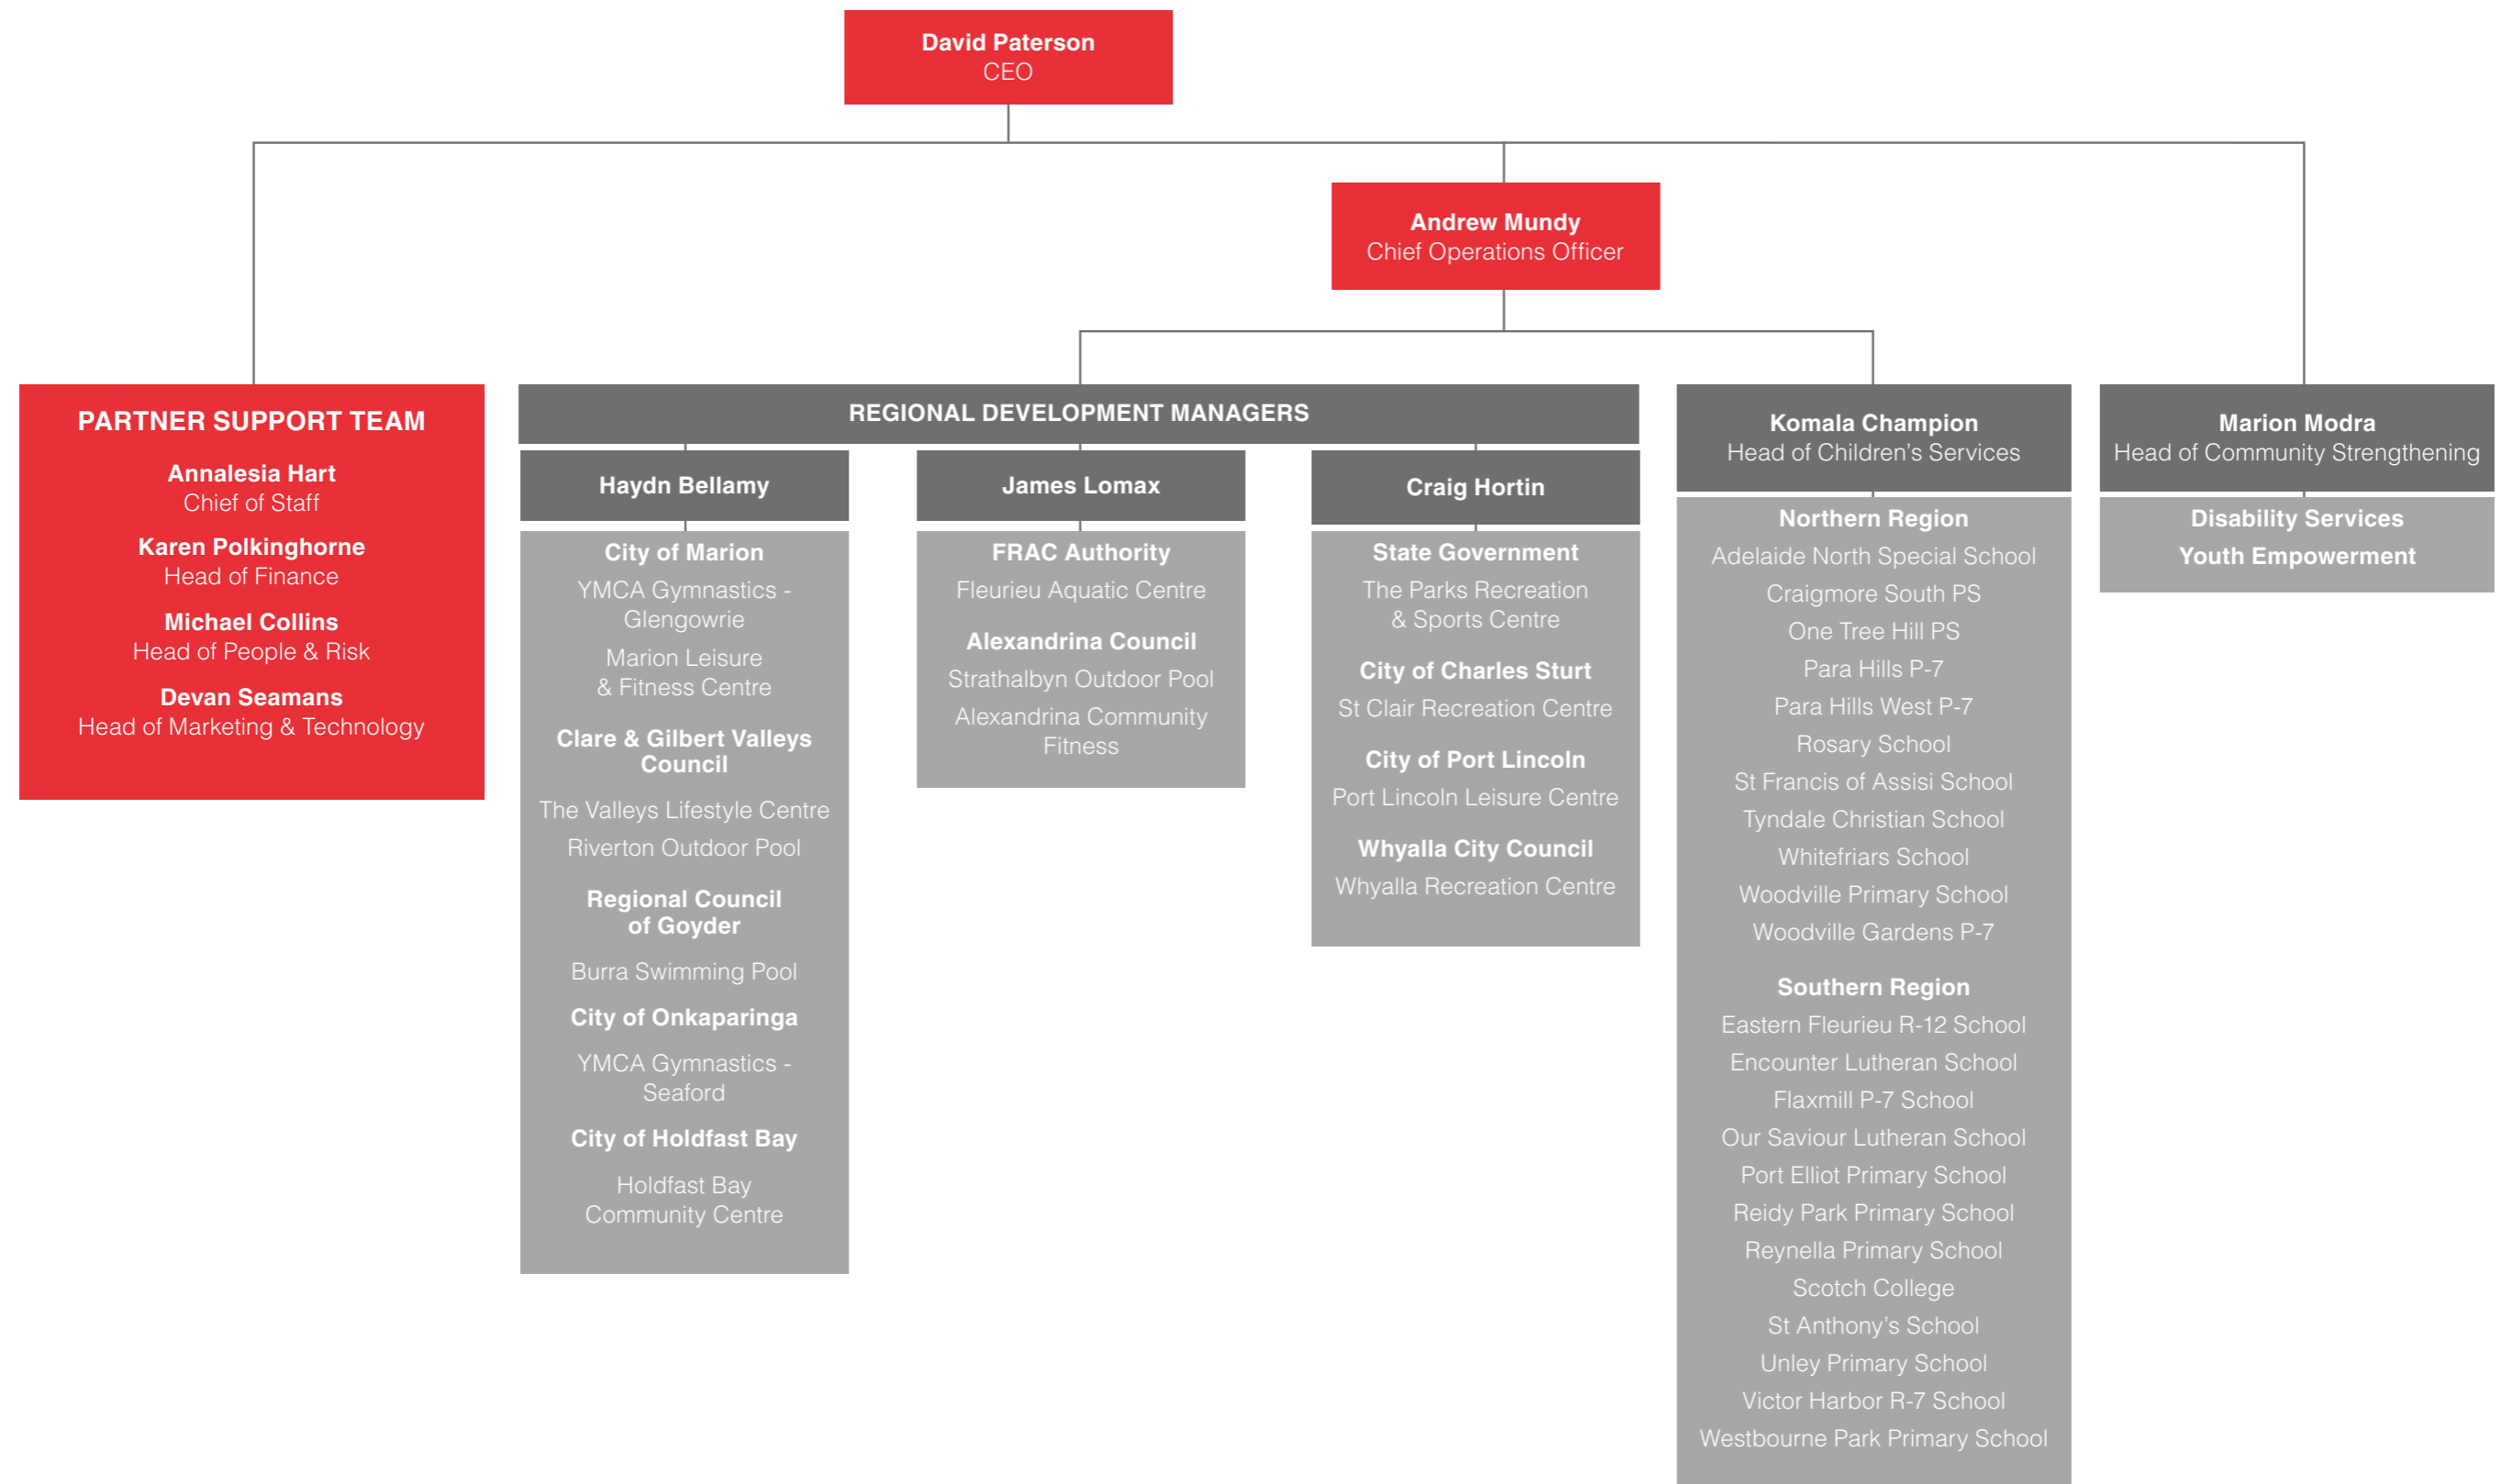 David Paterson
CEO
Andrew Mundy
Chief Operations Officer
PARTNER SUPPORT TEAM
Annalesia Hart
Chief of Staff
Karen Polkinghorne
Head of Finance
Michael Collins
Head of People & Risk
Devan Seamans
Head of Marketing & Technology
REGIONAL DEVELOPMENT MANAGERS
Haydn Bellamy
City of Marion
YMCA Gymnastics -
Glengowrie
Marion Leisure
& Fitness Centre
Clare & Gilbert Valleys
Council
The Valleys Lifestyle Centre
Riverton Outdoor Pool
Regional Council
of Goyder
Burra Swimming Pool
City of Onkaparinga
YMCA Gymnastics -
Seaford
City of Holdfast Bay
Holdfast Bay
Community Centre
James Lomax
FRAC Authority
Fleurieu Aquatic Centre
Alexandrina Council
Strathalbyn Outdoor Pool
Alexandrina Community
Fitness
Craig Hortin
State Government
The Parks Recreation
& Sports Centre
City of Charles Sturt
St Clair Recreation Centre
City of Port Lincoln
Port Lincoln Leisure Centre
Whyalla City Council
Whyalla Recreation Centre
Komala Champion
Head of Children’s Services
Northern Region
Adelaide North Special School
Craigmore South PS
One Tree Hill PS
Para Hills P-7
Para Hills West P-7
Rosary School
St Francis of Assisi School
Tyndale Christian School
Whitefriars School
Woodville Primary School
Woodville Gardens P-7
Southern Region
Eastern Fleurieu R-12 School
Encounter Lutheran School
Flaxmill P-7 School
Our Saviour Lutheran School
Port Elliot Primary School
Reidy Park Primary School
Reynella Primary School
Scotch College
St Anthony’s School
Unley Primary School
Victor Harbor R-7 School
Westbourne Park Primary School
Marion Modra
Head of Community Strengthening
Disability Services
Youth Empowerment